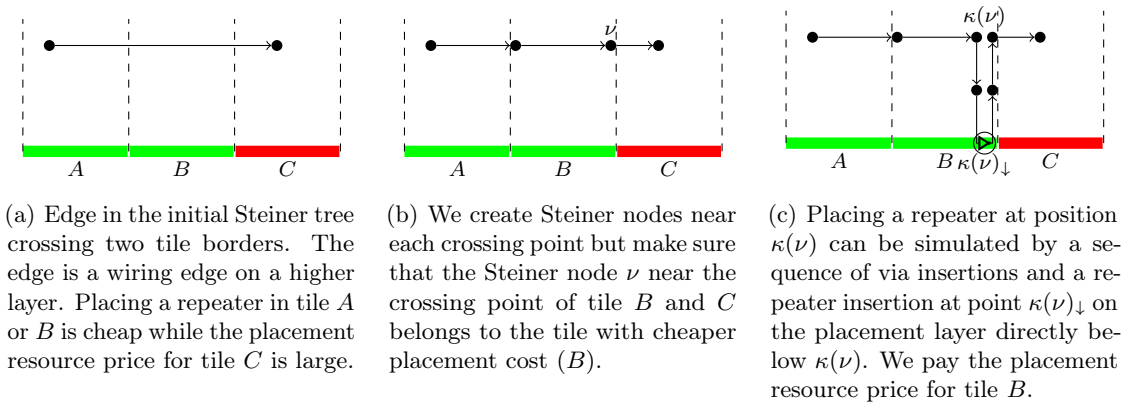 ν
κ(ν)
A
B
C
A
B
C
A
B κ(ν)↓
C
(a) Edge in the initial Steiner tree
crossing two tile borders. The
edge is a wiring edge on a higher
layer. Placing a repeater in tile A
or B is cheap while the placement
resource price for tile C is large.
(b) We create Steiner nodes near
each crossing point but make sure
that the Steiner node ν near the
crossing point of tile B and C
belongs to the tile with cheaper
placement cost (B).
(c) Placing a repeater at position
κ(ν) can be simulated by a se-
quence of via insertions and a re-
peater insertion at point κ(ν)↓ on
the placement layer directly be-
low κ(ν). We pay the placement
resource price for tile B.